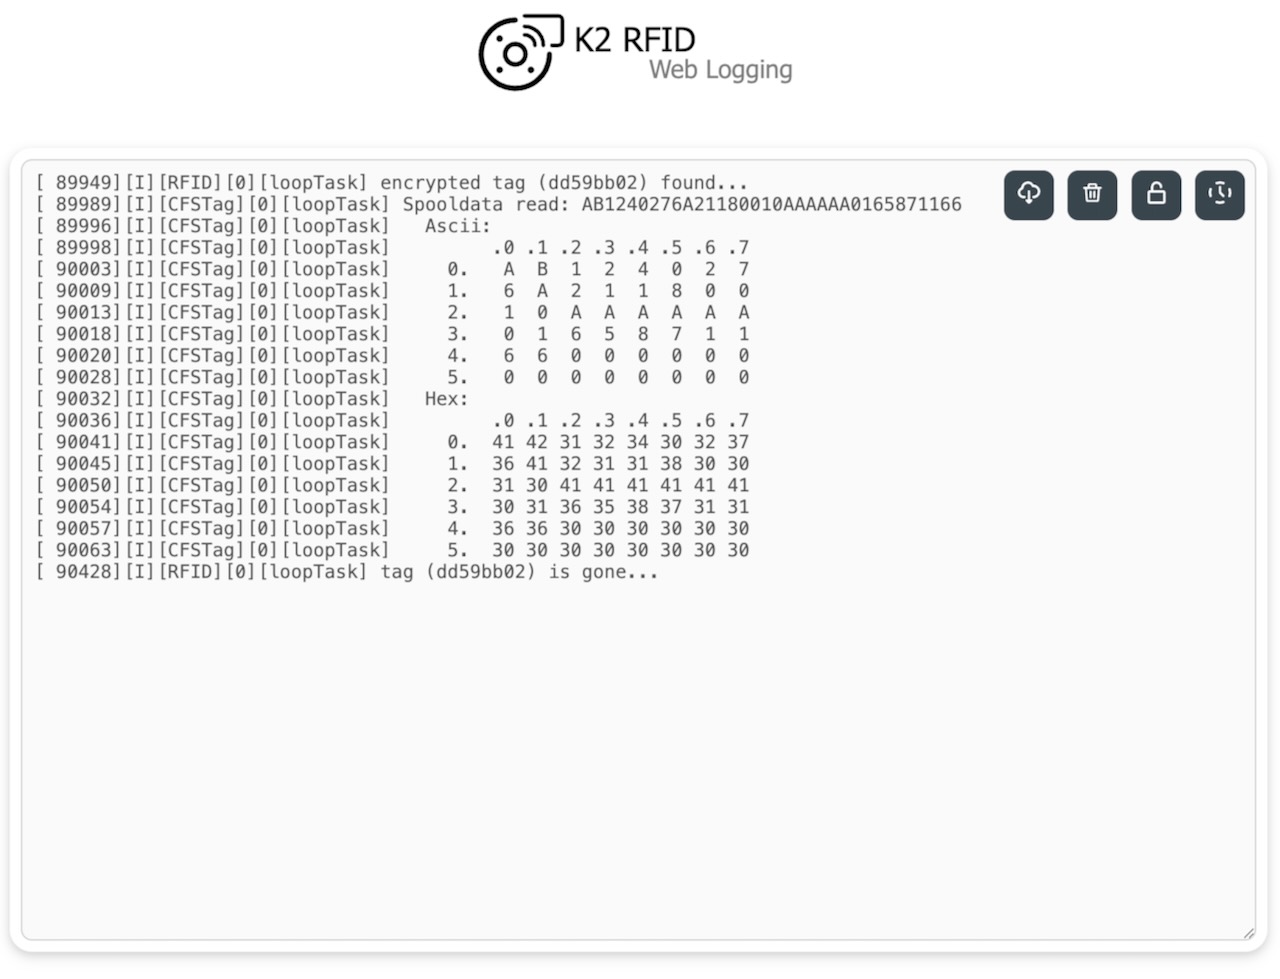 K2 RFID
Web Logging
[ 89949][I][RFID][0][loopTask] encrypted tag (dd59bb02) found...
[ 89989][I][CFSTag][0][loopTask] Spooldata read: AB1240276A21180010AAAAAA0165871166
[ 89996][I][CFSTag][0][loopTask]   Ascii:
[ 89998][I][CFSTag][0][loopTask]         .0 .1 .2 .3 .4 .5 .6 .7
[ 90003][I][CFSTag][0][loopTask]     0.   A  B  1  2  4  0  2  7
[ 90009][I][CFSTag][0][loopTask]     1.   6  A  2  1  1  8  0  0
[ 90013][I][CFSTag][0][loopTask]     2.   1  0  A  A  A  A  A  A
[ 90018][I][CFSTag][0][loopTask]     3.   0  1  6  5  8  7  1  1
[ 90020][I][CFSTag][0][loopTask]     4.   6  6  0  0  0  0  0  0
[ 90028][I][CFSTag][0][loopTask]     5.   0  0  0  0  0  0  0  0
[ 90032][I][CFSTag][0][loopTask]   Hex:
[ 90036][I][CFSTag][0][loopTask]         .0 .1 .2 .3 .4 .5 .6 .7
[ 90041][I][CFSTag][0][loopTask]     0.  41 42 31 32 34 30 32 37
[ 90045][I][CFSTag][0][loopTask]     1.  36 41 32 31 31 38 30 30
[ 90050][I][CFSTag][0][loopTask]     2.  31 30 41 41 41 41 41 41
[ 90054][I][CFSTag][0][loopTask]     3.  30 31 36 35 38 37 31 31
[ 90057][I][CFSTag][0][loopTask]     4.  36 36 30 30 30 30 30 30
[ 90063][I][CFSTag][0][loopTask]     5.  30 30 30 30 30 30 30 30
[ 90428][I][RFID][0][loopTask] tag (dd59bb02) is gone...